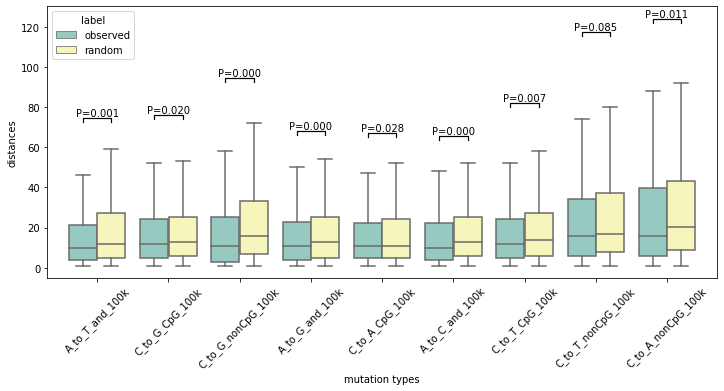 label
observed
random
P=0.001
P=0.020
P=0.000
P=0.000
P=0.028
P=0.000
P=0.007
P=0.085
P=0.011
120
100
80
60
40
20
0
distances
A_to_T_and_100k
C_to_G_CpG_100k
C_to_G_nonCpG_100k
A_to_G_and_100k
C_to_A_CpG_100k
A_to_C_and_100k
C_to_T_CpG_100k
C_to_T_nonCpG_100k
C_to_A_nonCpG_100k
mutation types